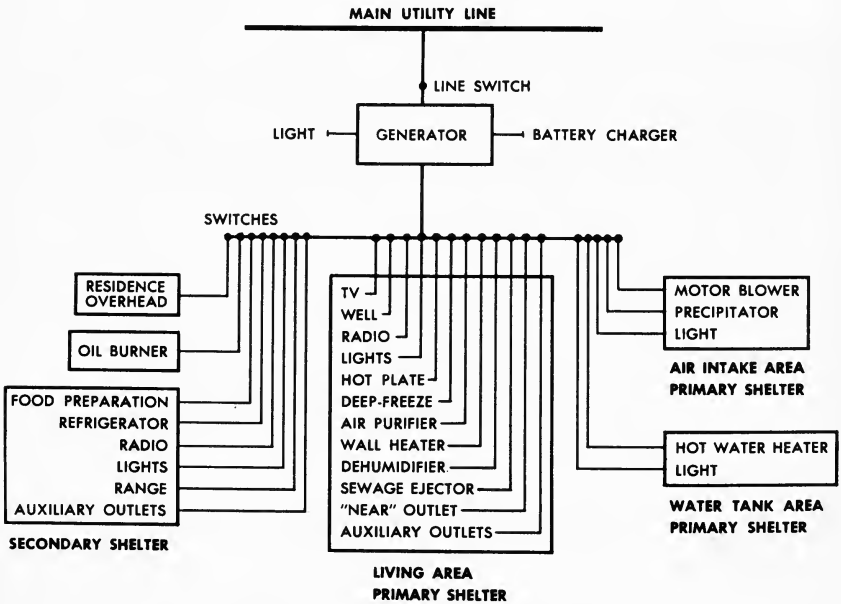 MAIN UTILITY LINE
LINE SWITCH
LIGHT
GENERATOR
BATTERY CHARGER
SWITCHES
RESIDENCE
OVERHEAD
OIL BURNER
FOOD PREPARATION
REFRIGERATOR
RADIO
LIGHTS
RANGE
AUXILIARY OUTLETS
SECONDARY SHELTER
TV
WELL
RADIO
LIGHTS
HOT PLATE
DEEP-FREEZE
AIR PURIFIER
WALL HEATER
DEHUMIDIFIER
SEWAGE EJECTOR
"NEAR" OUTLET
AUXILIARY OUTLETS
LIVING AREA
PRIMARY SHELTER
MOTOR BLOWER
PRECIPITATOR
LIGHT
AIR INTAKE AREA
PRIMARY SHELTER
HOT WATER HEATER
LIGHT
WATER TANK AREA
PRIMARY SHELTER